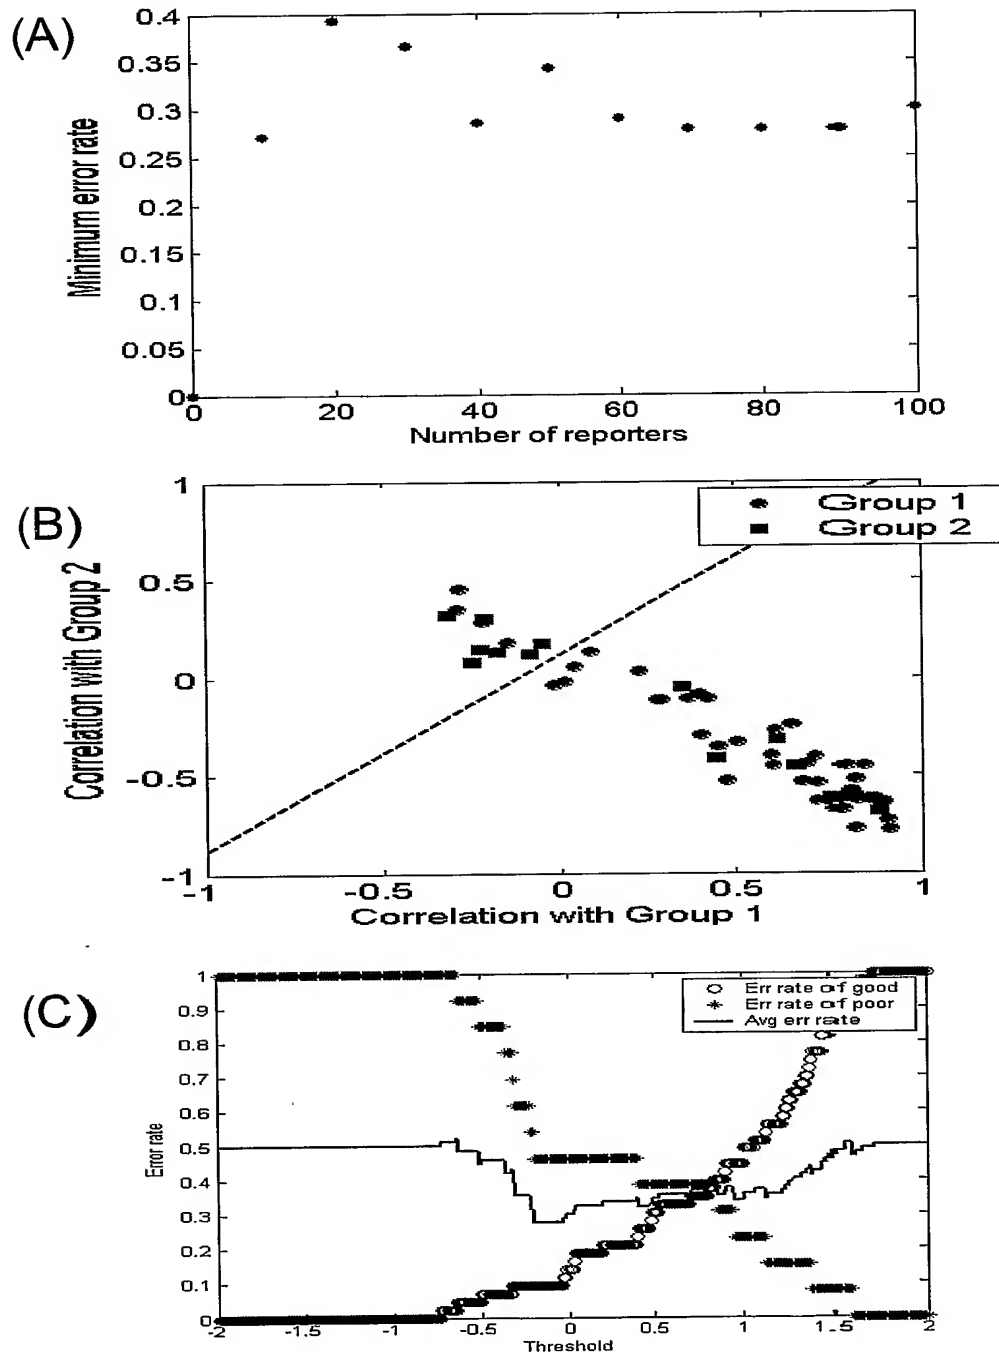 (A)
Minimum error rate
0.4
0.35
0.3
0.25
0.2
0.15
0.1
0.05
0
0 20 40 60 80 100
Number of reporters
(B)
Correlation with Group 2
1
0.5
0
-0.5
-1
Group 1
Group 2
-1 -0.5 0 0.5 1
Correlation with Group 1
(C)
Error rate
1
0.9
0.8
0.7
0.6
0.5
0.4
0.3
0.2
0.1
0
Err rate of good
Err rate of poor
Avg err rate
-2 -1.5 -1 -0.5 0 0.5 1 1.5 2
Threshold